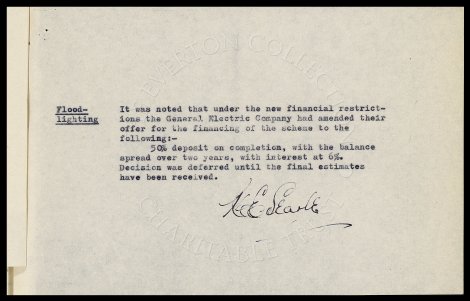 EVERTON COLLECTION
Flood-
lighting
It was noted that under the new financial restrict-
ions the General Electric Company had amended their
offer for the financing of the scheme to the
following:-
50% deposit on completion, with the balance
spread over two years, with interest at 6%.
Decision was deferred until the final estimates
have been received.
CHARITABLE